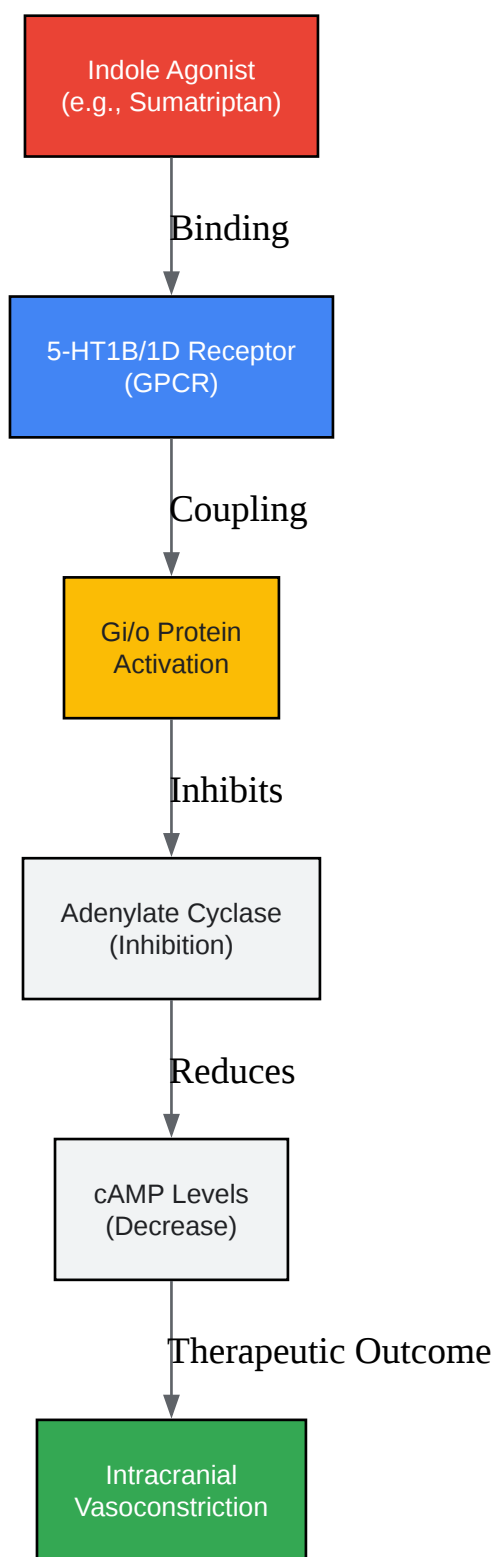 Indole Agonist
(e.g., Sumatriptan)
Binding
5-HT1B/1D Receptor
(GPCR)
Coupling
Gi/o Protein
Activation
Inhibits
Adenylate Cyclase
(Inhibition)
Reduces
cAMP Levels
(Decrease)
Therapeutic Outcome
Intracranial
Vasoconstriction